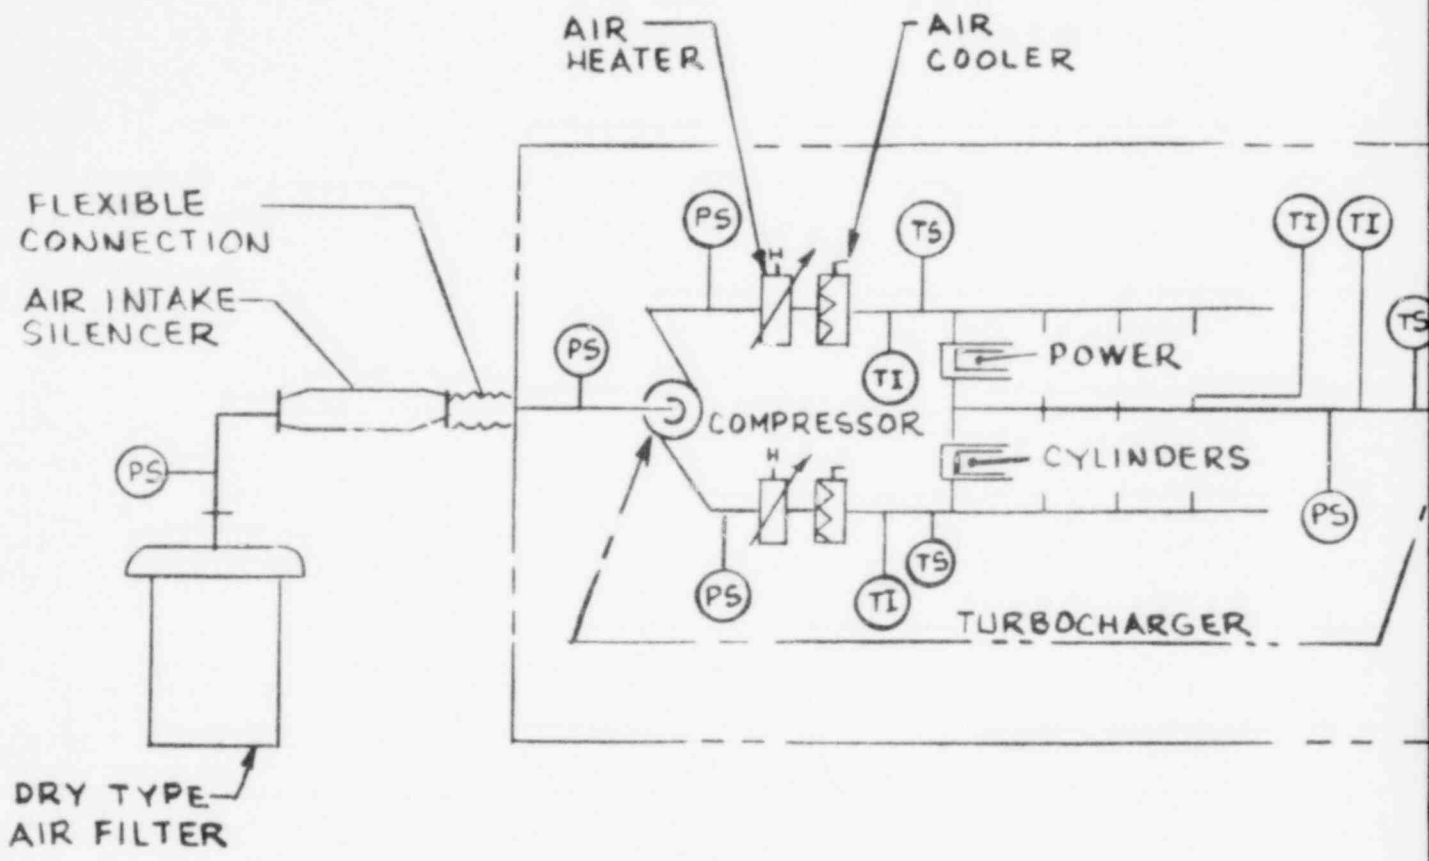 AIR
HEATER
AIR
COOLER
FLEXIBLE
CONNECTION
AIR INTAKE
SILENCER
PS
TS
TI
TI
H
PS
TS
TI
POWER
COMPRESSOR
PS
H
CYLINDERS
PS
PS
TI
TS
TURBOCHARGER
DRY TYPE
AIR FILTER